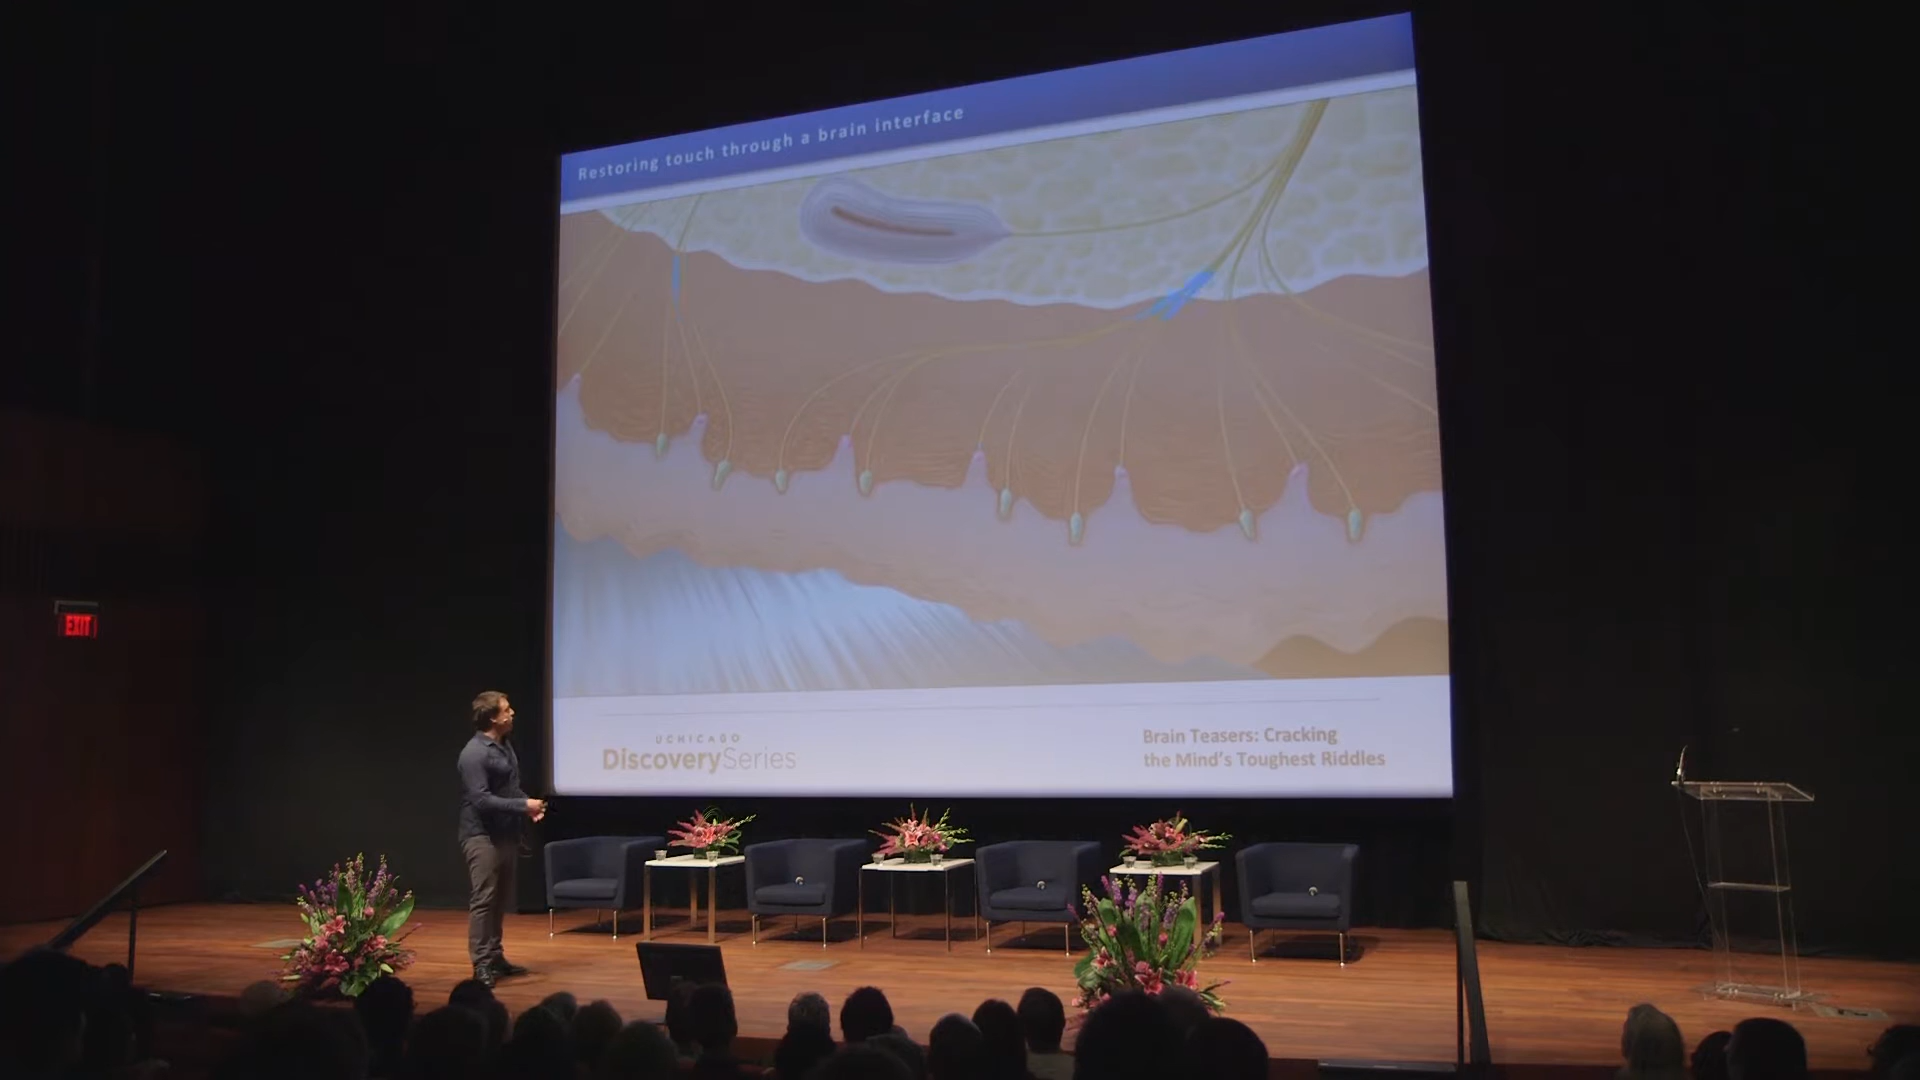 Restoring touch through a brain interface
EXIT
UCHICAGO
DiscoverySeries
Brain Teasers: Cracking
the Mind's Toughest Riddles